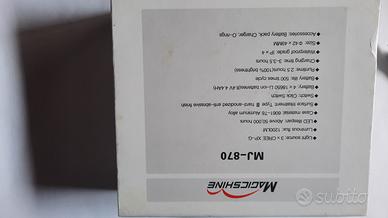 MAGICSHINE
MJ-870
◆ Light source: 3 × CREE XP-G
◆ Luminous flux: 1200LM
◆ LED lifespan: Above 50,000 hours
◆ Case material: 6061-T6 Aluminum alloy
◆ Surface treatment: Type III hard-anodized anti-abrasive finish
◆ Switch: Click Switch
◆ Battery: 4 × 18650 Li-ion batteries(8.4V 4.4AH)
◆ Battery life: 500 times cycle
◆ Runtime: 2.5 hours(100% brightness)
◆ Charging time: 3-3.5 hours
◆ Waterproof grade: IP × 4
◆ Size: 42 × 48MM
◆ Accessories: Battery pack, Charger, O-rings
subito